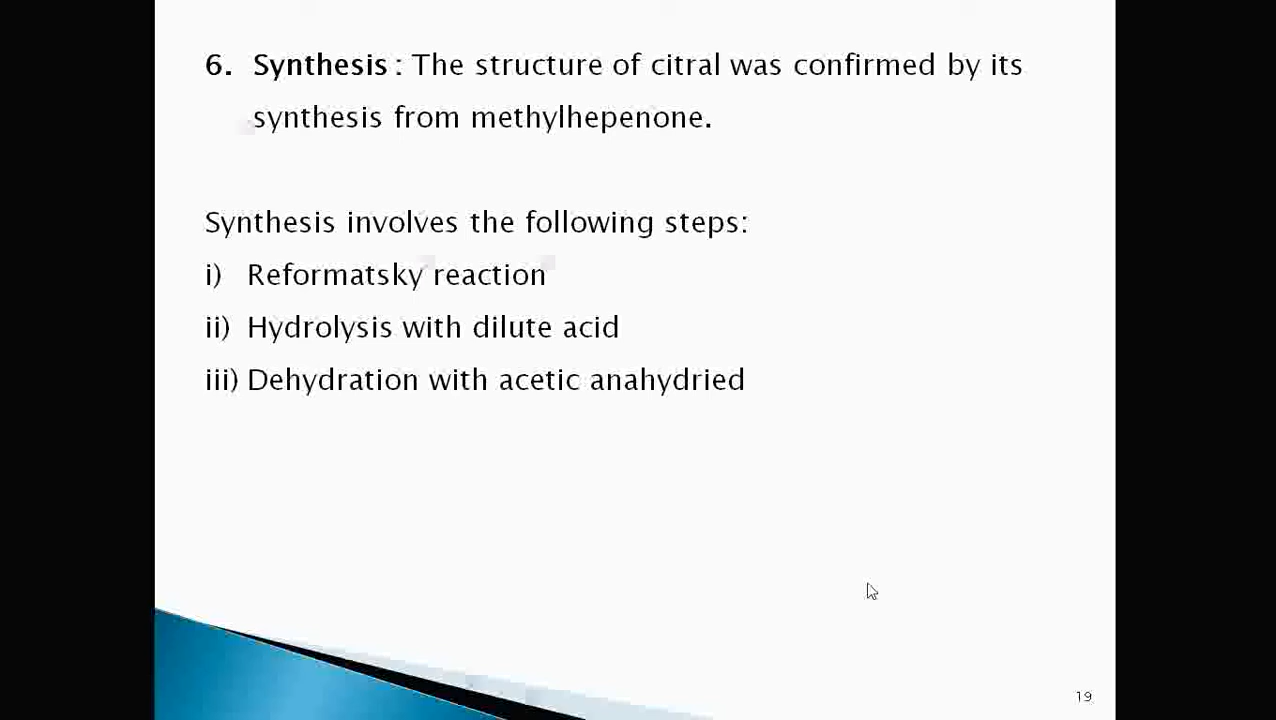 6. Synthesis : The structure of citral was confirmed by its
synthesis from methylhepenone.
Synthesis involves the following steps:
i) Reformatsky reaction
ii) Hydrolysis with dilute acid
iii) Dehydration with acetic anahydried
19